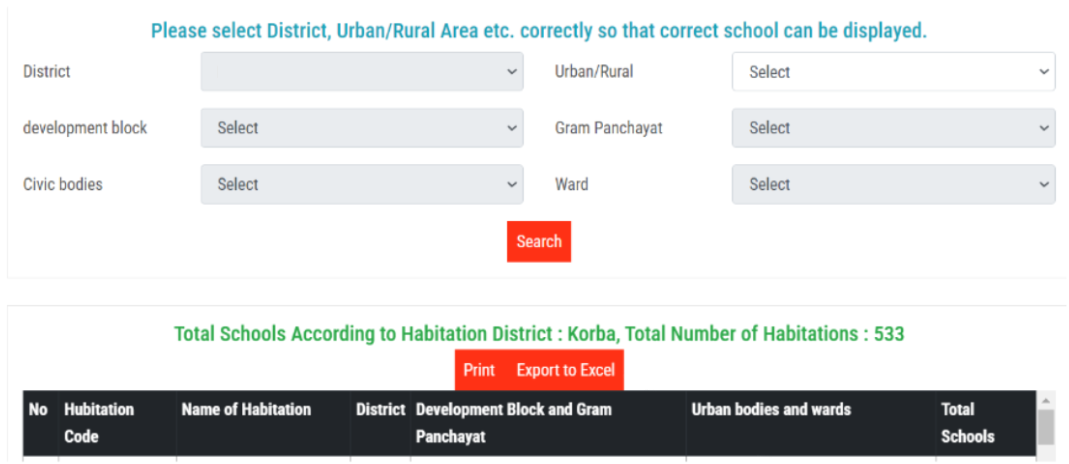 Please select District, Urban/Rural Area etc. correctly so that correct school can be displayed.
District Urban/Rural Select
development block Select Gram Panchayat Select
Civic bodies Select Ward Select
Search
Total Schools According to Habitation District : Korba, Total Number of Habitations : 533
Print Export to Excel
No Hubitation Name of Habitation District Development Block and Gram Urban bodies and wards Total
Code Panchayat Schools